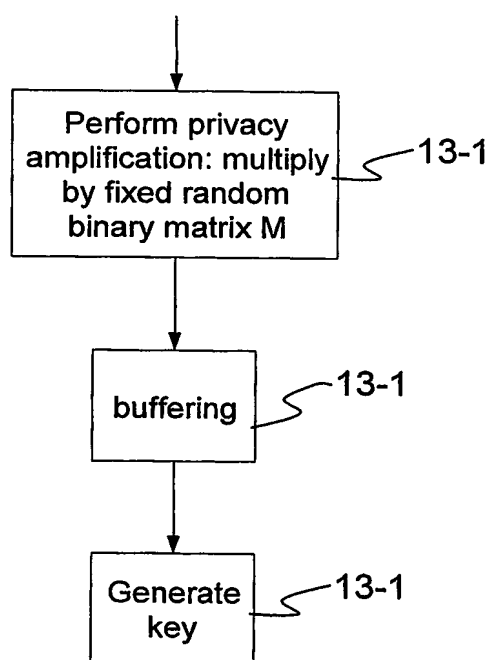 Perform privacy
amplification: multiply
by fixed random
binary matrix M
13-1
buffering
13-1
Generate
key
13-1